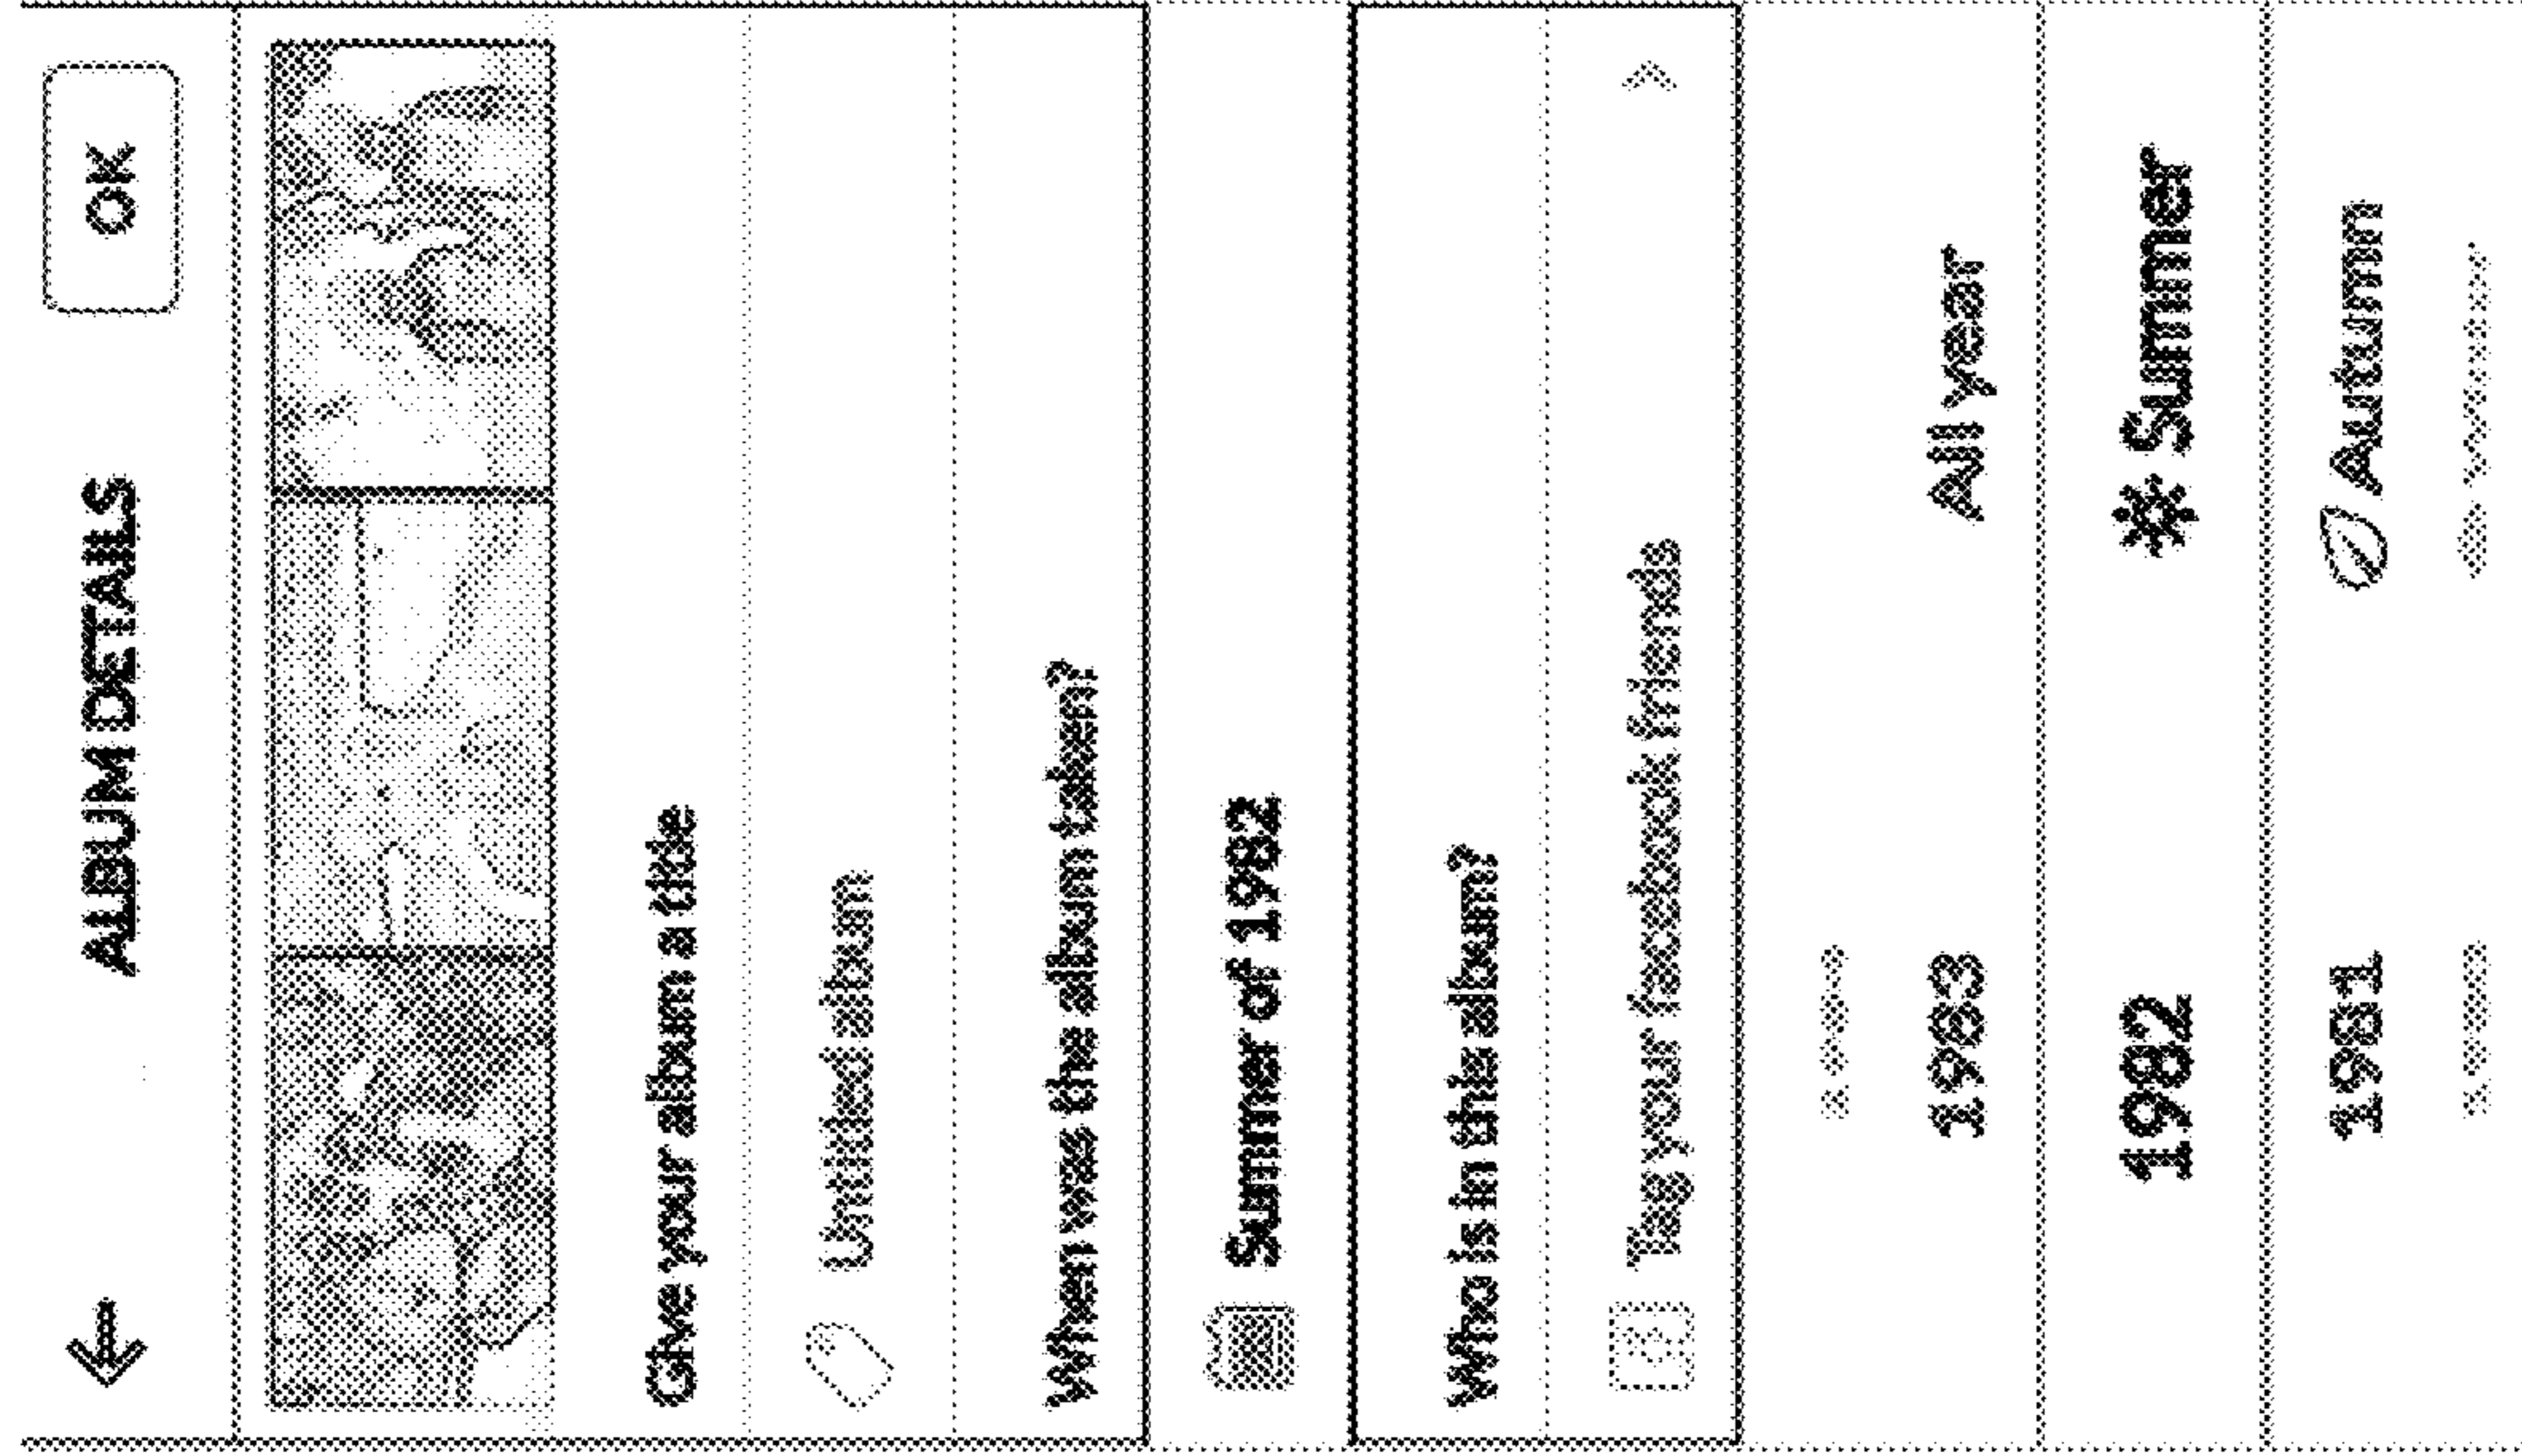 ALBUM DETAILS OK
Give your album a title
Untitled album
When was the album taken?
Summer of 1982
Who is in this album?
Tag your facebook friends
1983 All year
1982 Summer
1981 Autumn